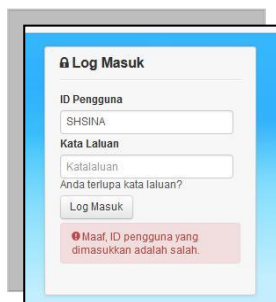 Log Masuk
ID Pengguna
SHSINA
Kata Laluan
Katalaluan
Anda terlupa kata laluan?
Log Masuk
Maaf, ID pengguna yang
dimasukkan adalah salah.